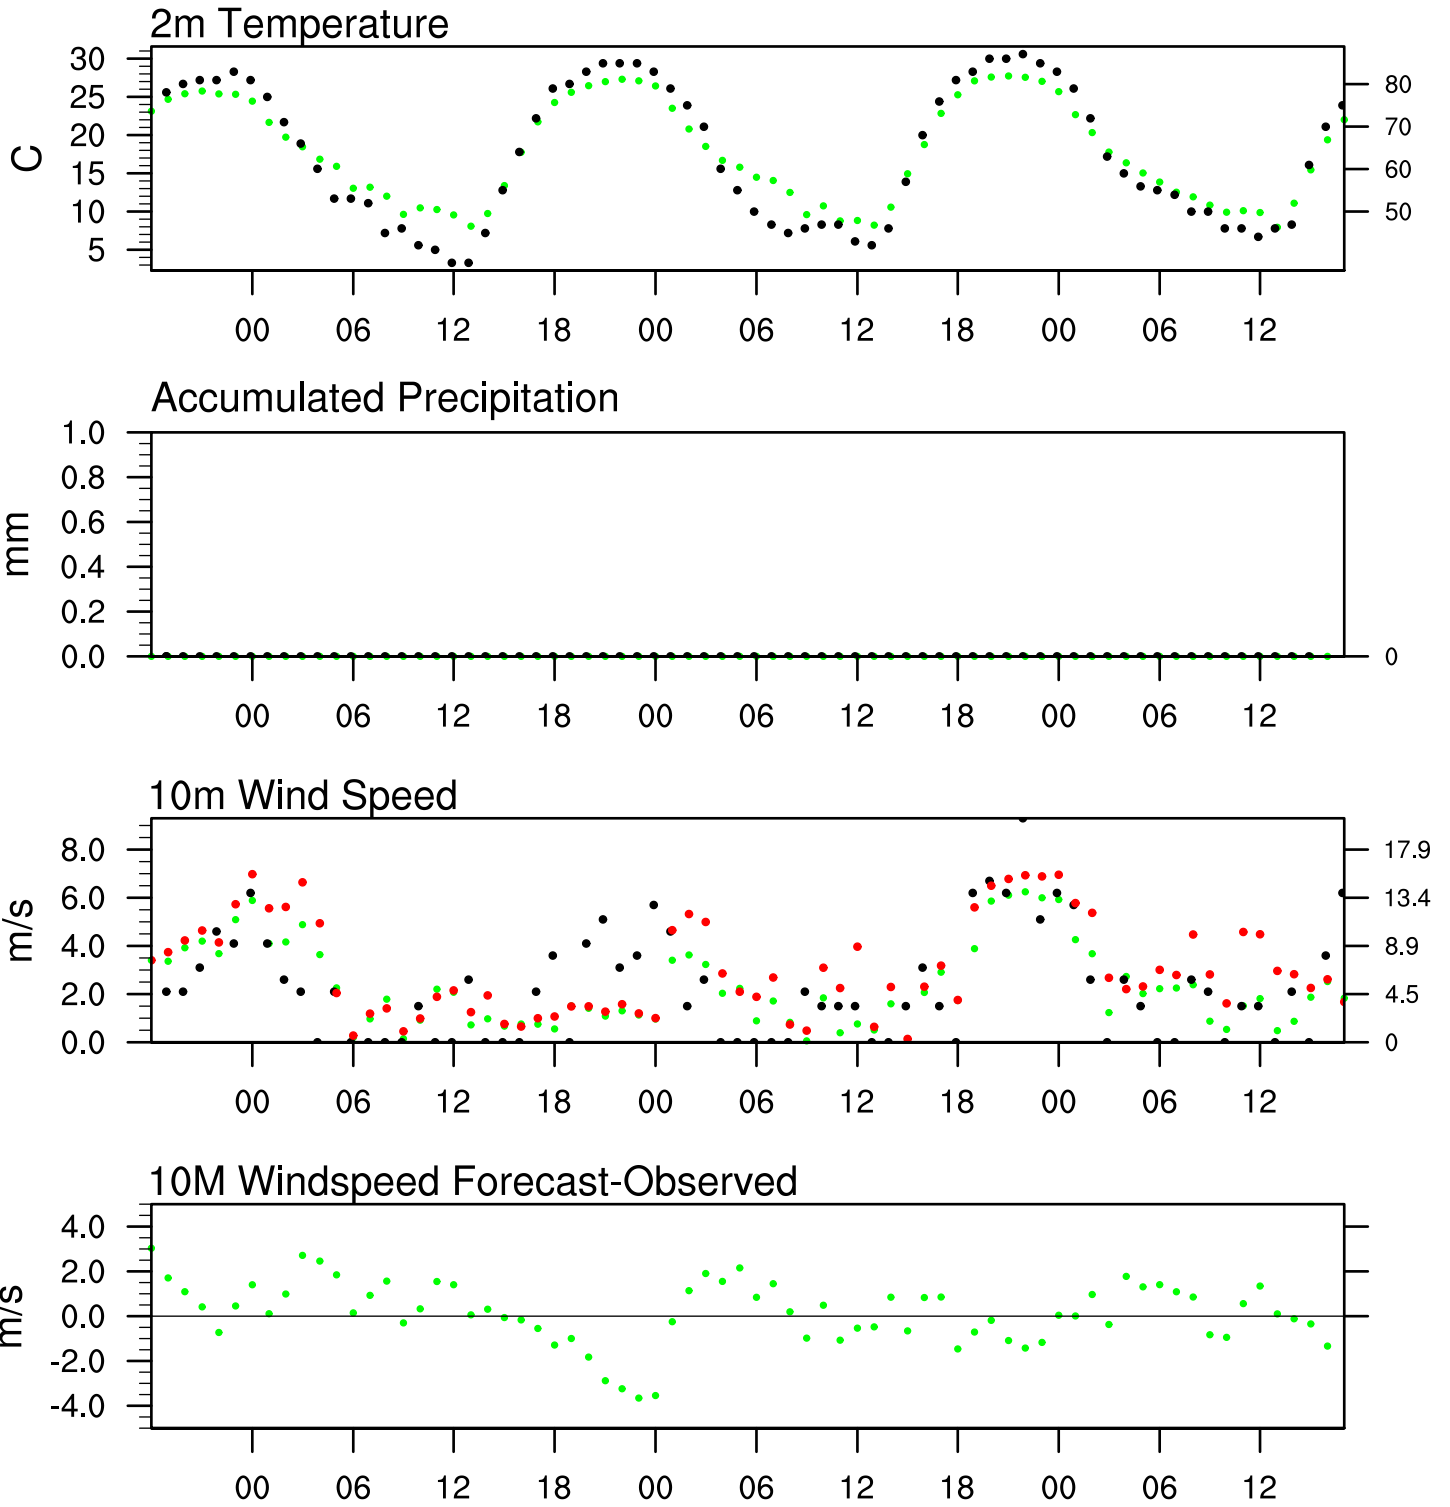 2m Temperature
30
25
20
15
10
5
C
80
70
60
50
00 06 12 18 00 06 12 18 00 06 12
Accumulated Precipitation
1.0
0.8
0.6
0.4
0.2
0.0
mm
0
00 06 12 18 00 06 12 18 00 06 12
10m Wind Speed
8.0
6.0
4.0
2.0
0.0
m/s
17.9
13.4
8.9
4.5
0
00 06 12 18 00 06 12 18 00 06 12
10M Windspeed Forecast-Observed
4.0
2.0
0.0
-2.0
-4.0
m/s
00 06 12 18 00 06 12 18 00 06 12